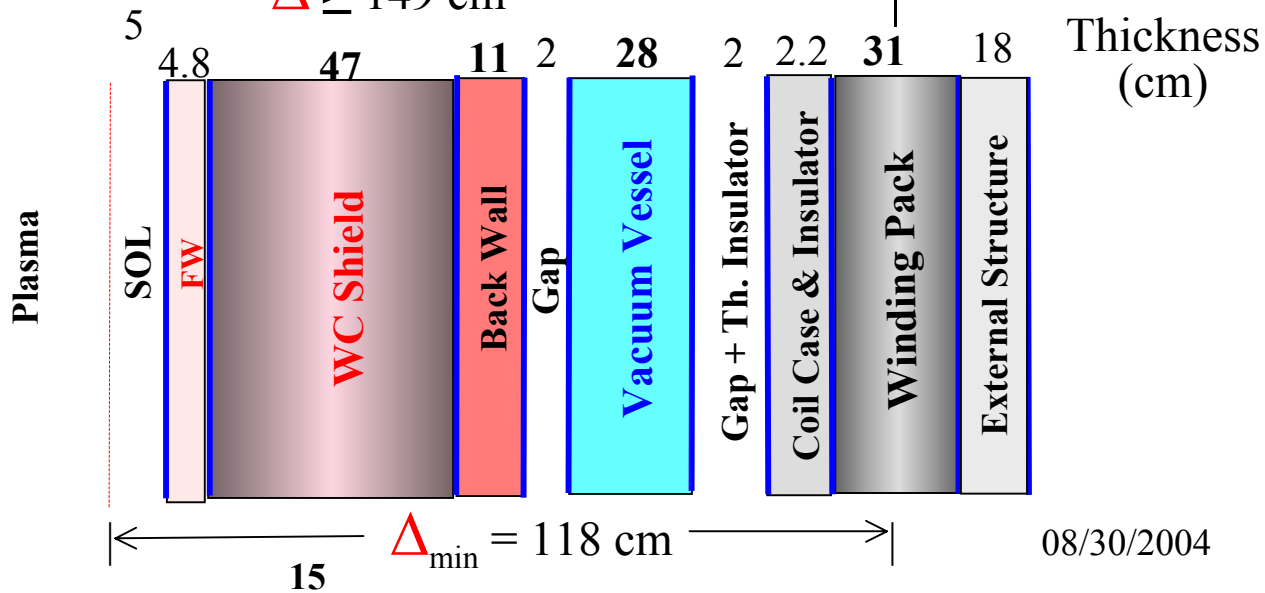 Δ ≥ 149 cm
5
4.8
47
11
2
28
2
2.2
31
18
Thickness
(cm)
Plasma
SOL
FW
WC Shield
Back Wall
Gap
Vacuum Vessel
Gap + Th. Insulator
Coil Case & Insulator
Winding Pack
External Structure
Δmin = 118 cm
08/30/2004
15